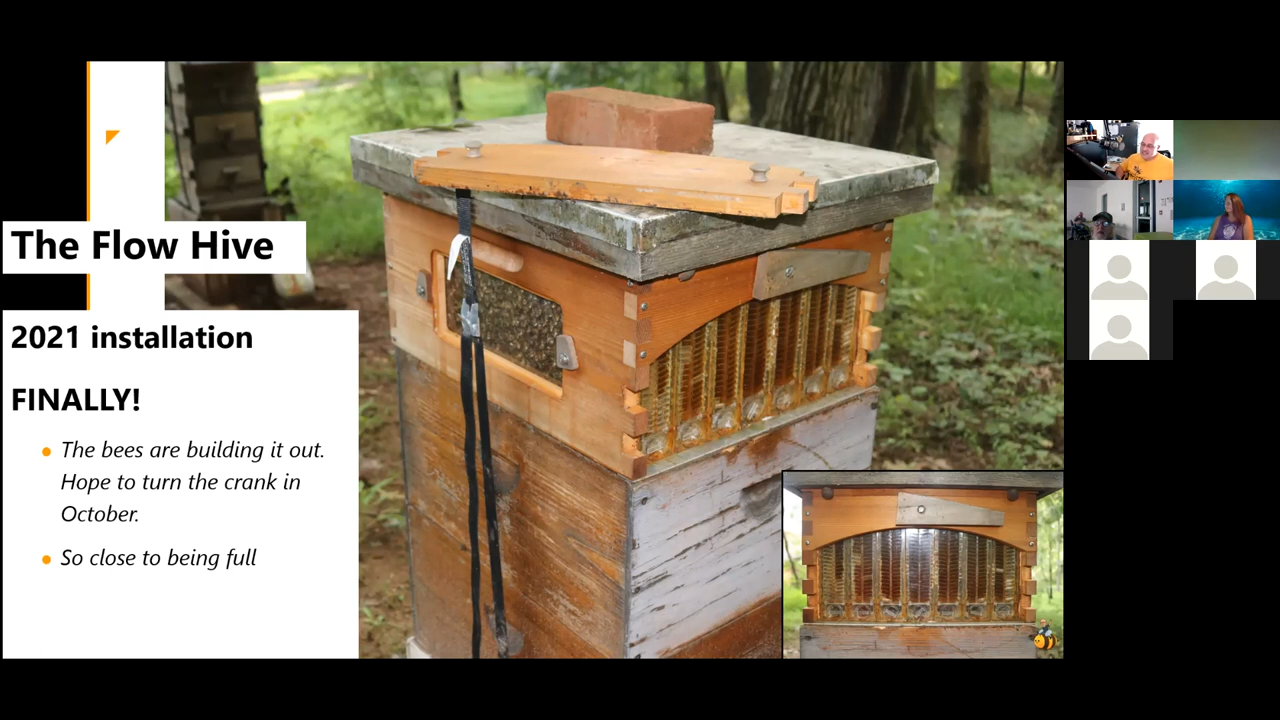 The Flow Hive
2021 installation
FINALLY!
The bees are building it out.
Hope to turn the crank in
October.
So close to being full